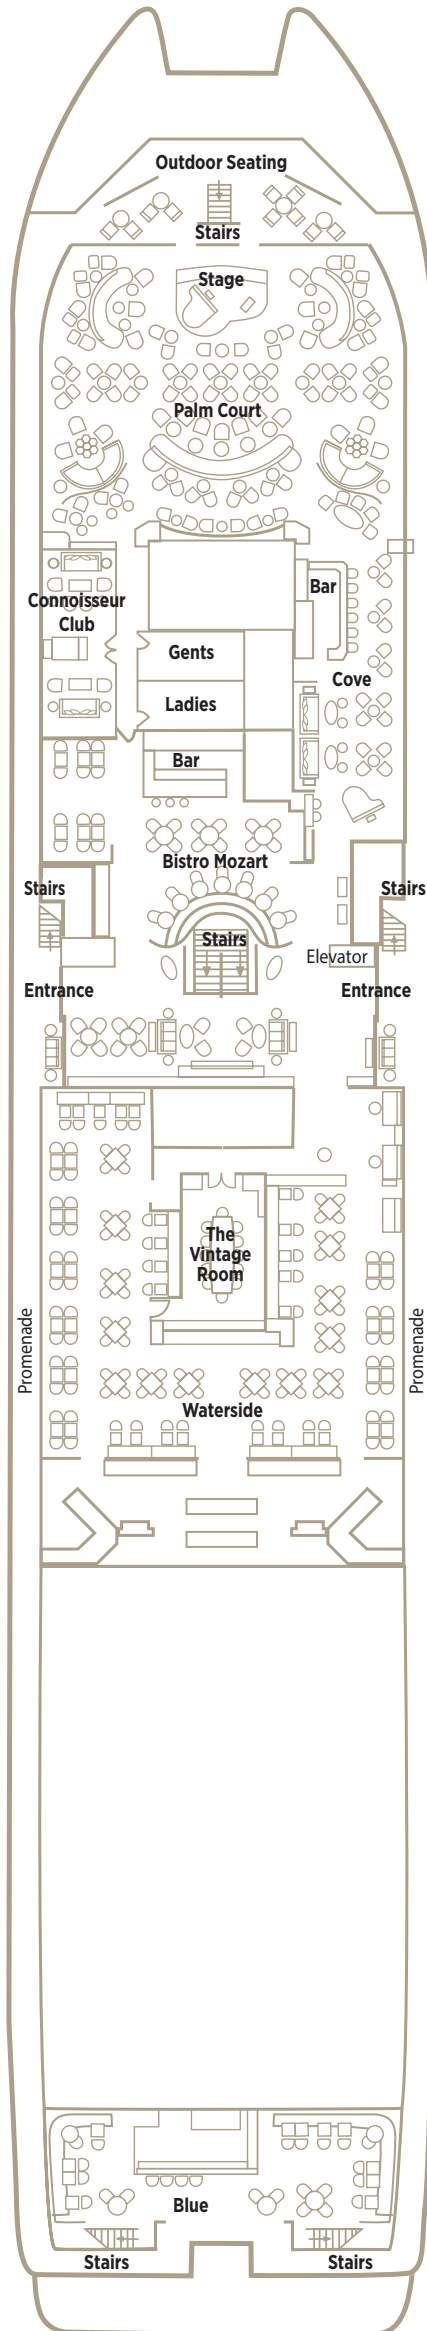 Outdoor Seating
Stairs
Stage
Palm Court
Bar
Connoisseur
Club
Gents
Cove
Ladies
Bar
Bistro Mozart
Stairs
Stairs
Stairs
Elevator
Entrance
Entrance
The
Vintage
Room
Promenade
Promenade
Waterside
Blue
Stairs
Stairs